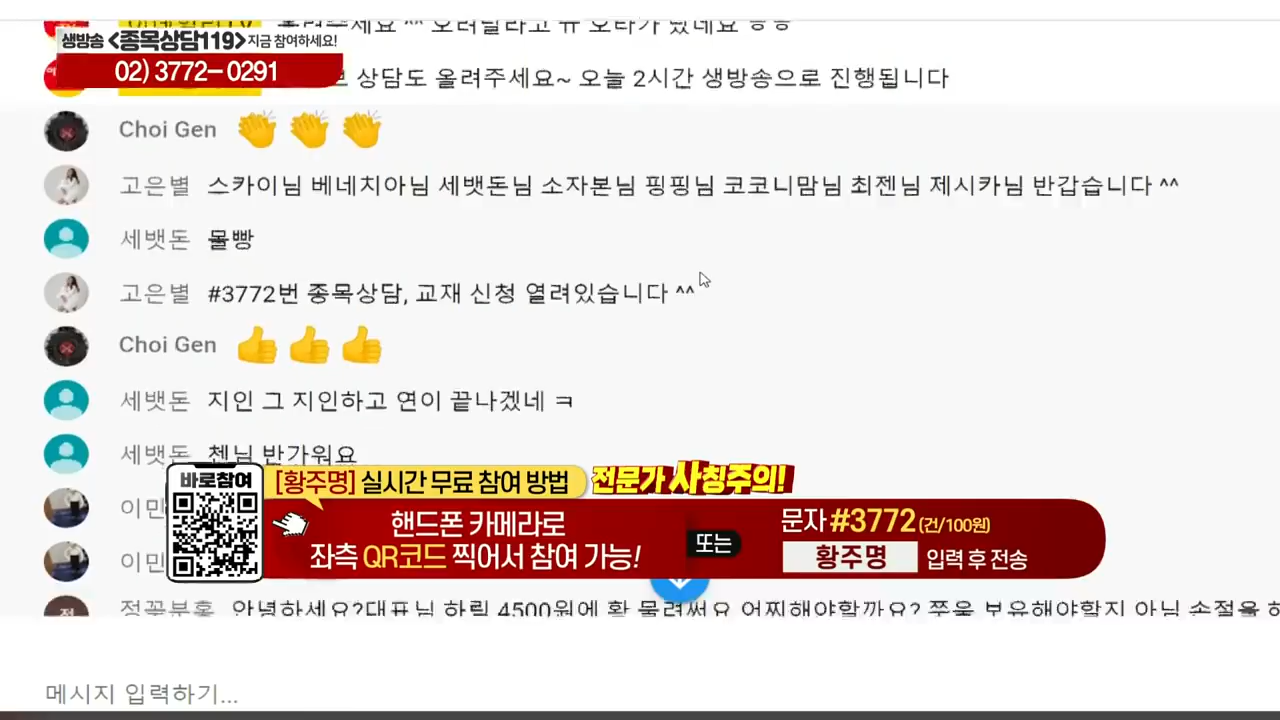 생방송 <종목상담119> 지금 참여하세요!
02) 3772-0291
상담도 올려주세요~ 오늘 2시간 생방송으로 진행됩니다
Choi Gen 👏👏👏
고은별 스카이님 베네치아님 세뱃돈님 소자본님 핑핑님 코코니맘님 최젠님 제시카님 반갑습니다 ^^
세뱃돈 몰빵
고은별 #3772번 종목상담, 교재 신청 열려있습니다 ^^
Choi Gen 👍👍👍
세뱃돈 지인 그 지인하고 연이 끝나겠네 ㅋ
세뱃돈 첸님 반가워요
바로참여
[황주명] 실시간 무료 참여 방법
전문가 사칭주의!
핸드폰 카메라로
좌측 QR코드 찍어서 참여 가능!
또는
문자 #3772 (건/100원)
황주명 입력 후 전송
이민
이민
안녕하세요?대표님 하림 4500원에 확 물려써요 어찌해야할까요? 쭈욱 보유해야할지 아님 손절을
메시지 입력하기...